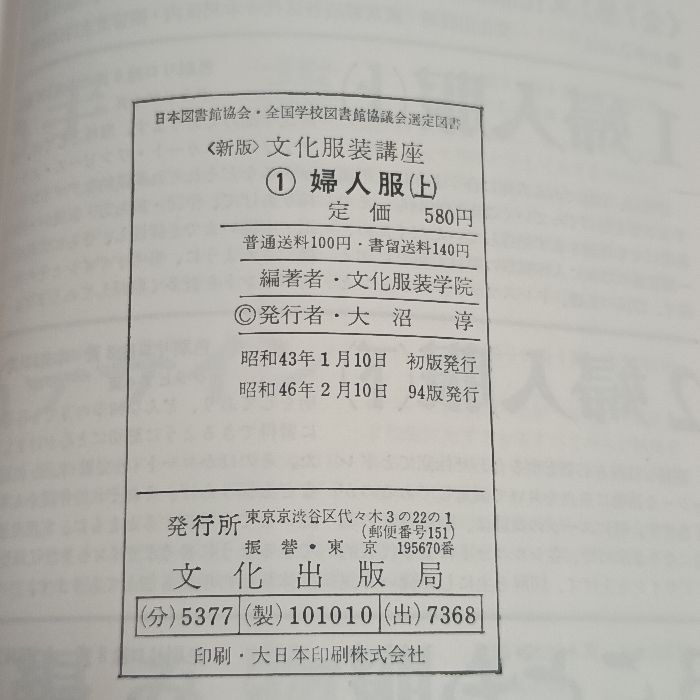 日本図書館協会・全国学校図書館協議会選定図書
〈新版〉文化服装講座
① 婦人服(上)
定価 580円
普通送料100円・書留送料140円
編著者・文化服装学院
©発行者・大沼 淳
昭和43年1月10日 初版発行
昭和46年2月10日 94版発行
発行所 東京京渋谷区代々木3の22の1
(郵便番号151)
振替・東京 195670番
文化出版局
(分)5377 (製)101010 (出)7368
印刷・大日本印刷株式会社